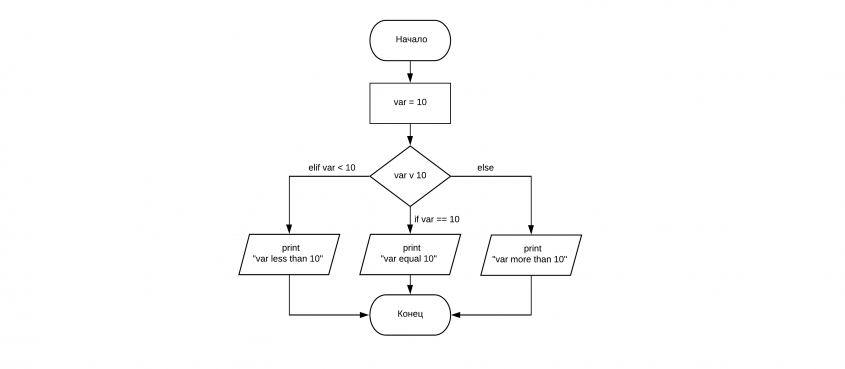 Начало
var = 10
elif var < 10
var v 10
else
if var == 10
print
"var less than 10"
print
"var equal 10"
print
"var more than 10"
Конец